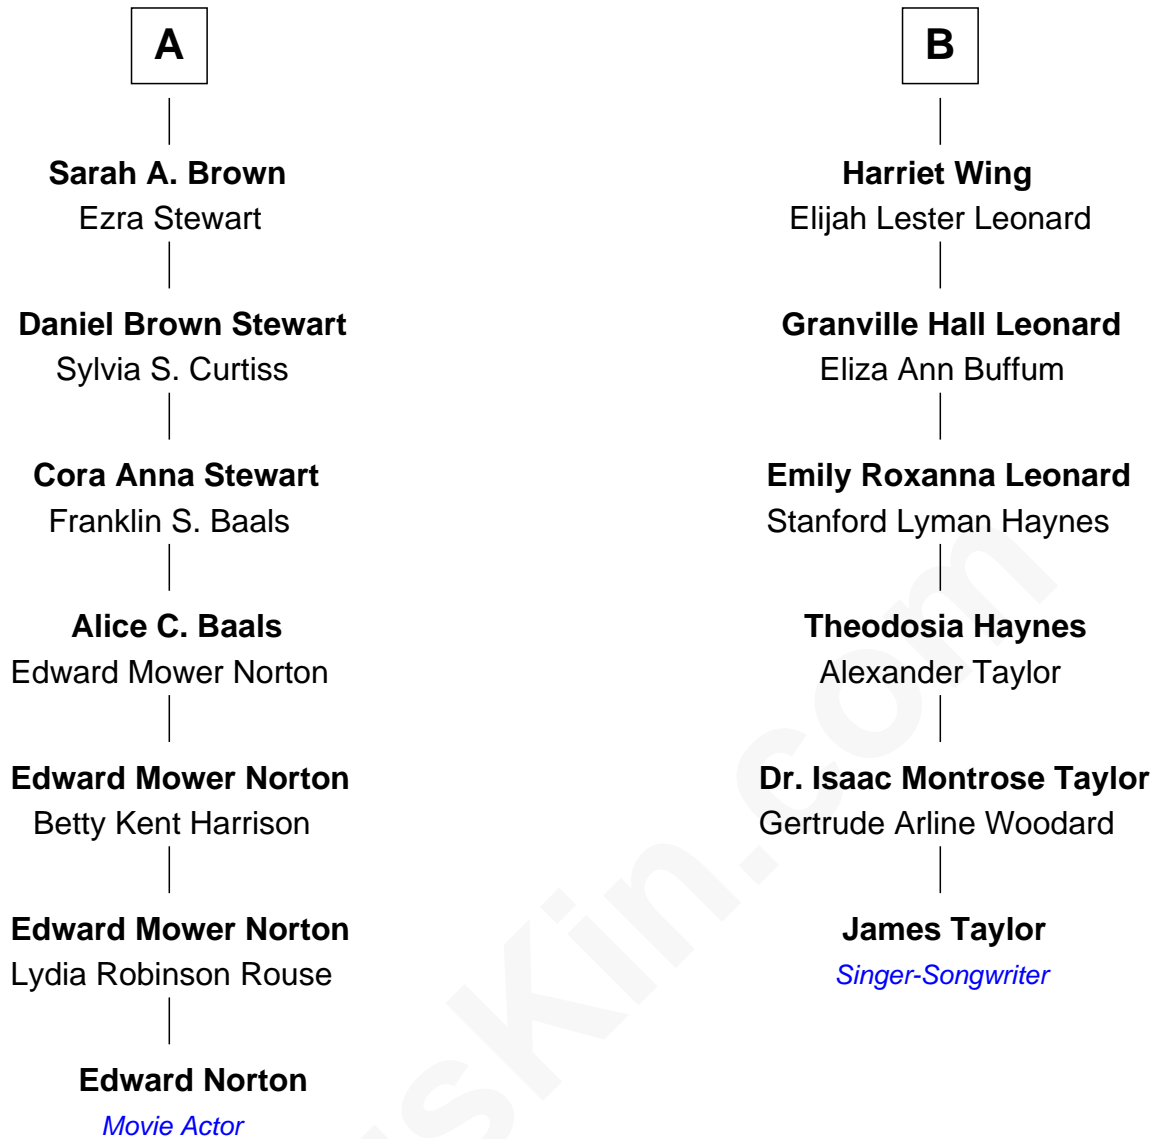 A
B
Sarah A. Brown
Ezra Stewart
Harriet Wing
Elijah Lester Leonard
Daniel Brown Stewart
Sylvia S. Curtiss
Granville Hall Leonard
Eliza Ann Buffum
Cora Anna Stewart
Franklin S. Baals
Emily Roxanna Leonard
Stanford Lyman Haynes
Alice C. Baals
Edward Mower Norton
Theodosia Haynes
Alexander Taylor
Edward Mower Norton
Betty Kent Harrison
Dr. Isaac Montrose Taylor
Gertrude Arline Woodard
Edward Mower Norton
Lydia Robinson Rouse
James Taylor
Singer-Songwriter
Edward Norton
Movie Actor
sKin.com